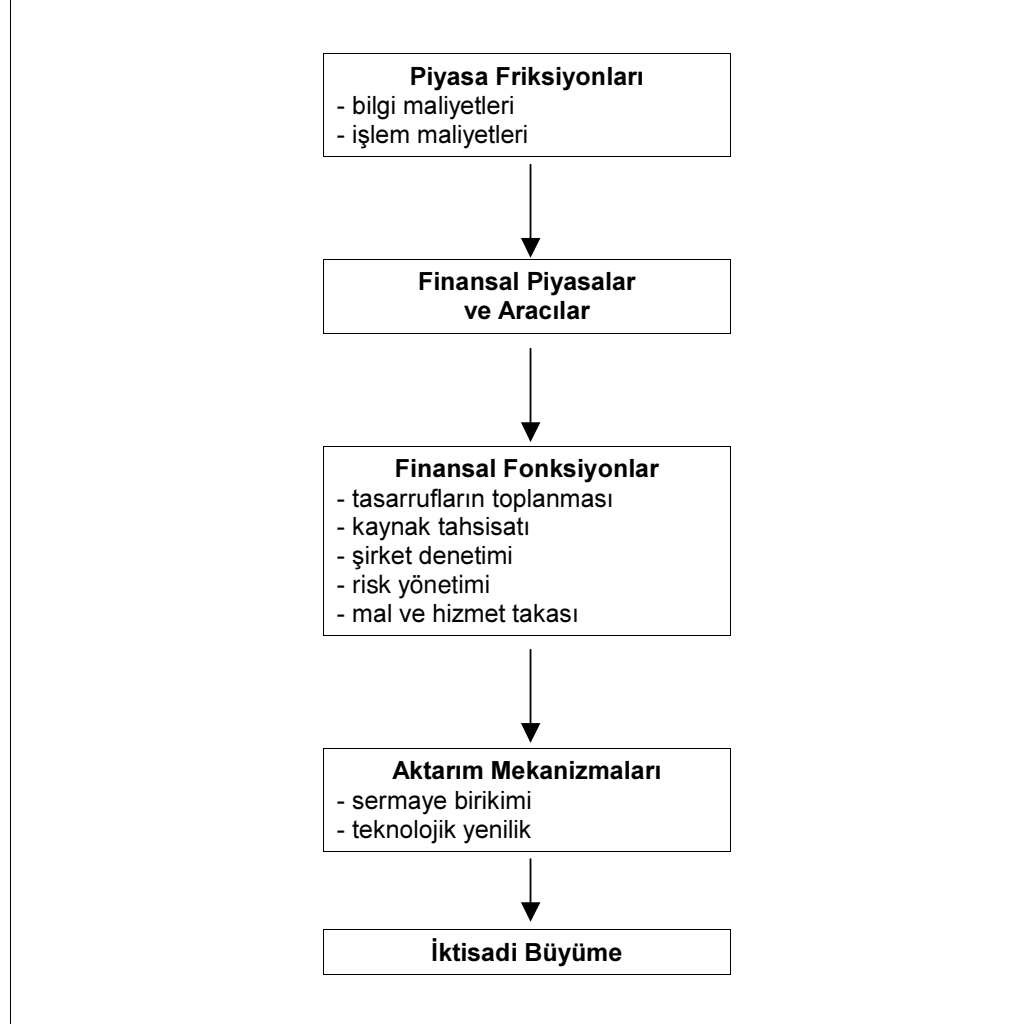 Piyasa Friksiyonları
- bilgi maliyetleri
- işlem maliyetleri
Finansal Piyasalar
ve Aracılar
Finansal Fonksiyonlar
- tasarrufların toplanması
- kaynak tahsisatı
- şirket denetimi
- risk yönetimi
- mal ve hizmet takası
Aktarım Mekanizmaları
- sermaye birikimi
- teknolojik yenilik
İktisadi Büyüme